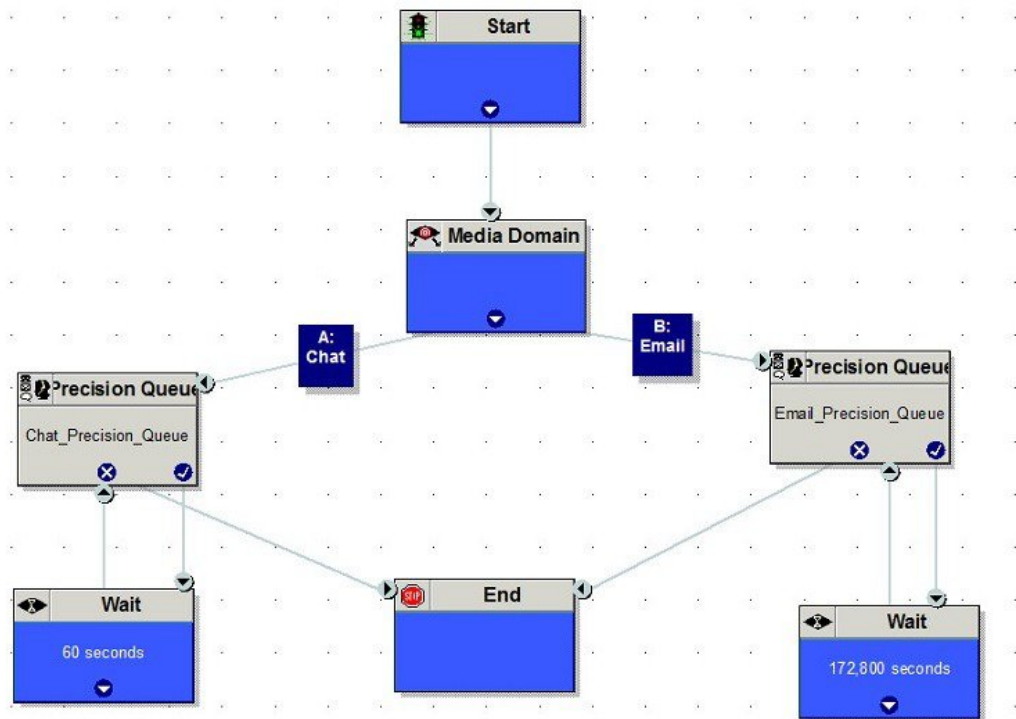 Start
Media Domain
A:
Chat
B:
Email
Precision Queue
Chat_Precision_Queue
Precision Queue
Email_Precision_Queue
Wait
60 seconds
End
Wait
172,800 seconds